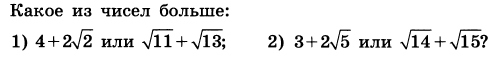 Какое из чисел больше:
1) 4+2√2 или √11+√13; 2) 3+2√5 или √14+√15?